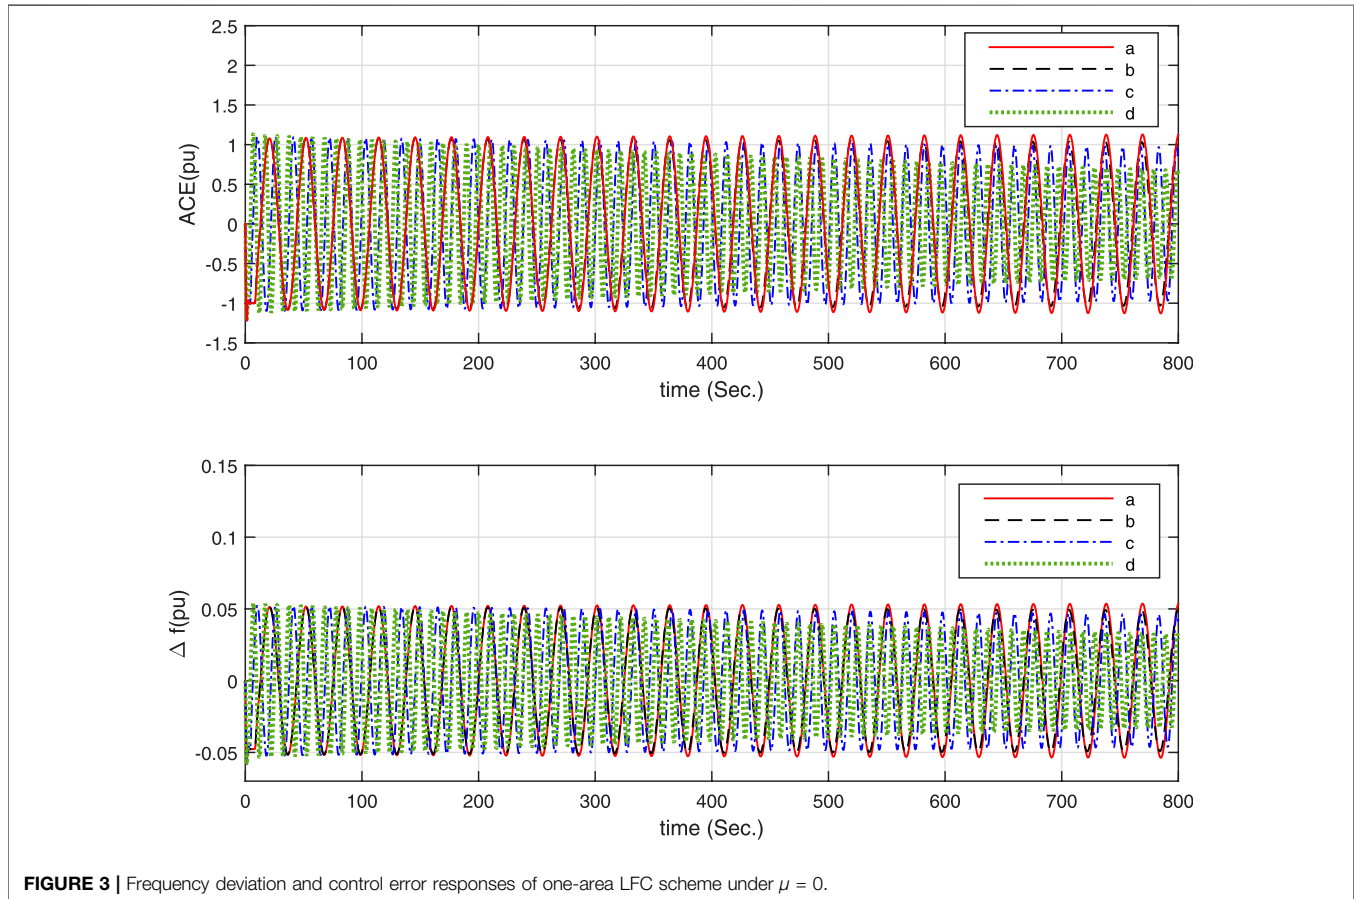 2.5
2
1.5
1
0.5
0
-0.5
-1
-1.5
ACE(pu)
a
b
c
d
0 100 200 300 400 500 600 700 800
time (Sec.)
0.15
0.1
0.05
0
-0.05
Δ f(pu)
a
b
c
d
0 100 200 300 400 500 600 700 800
time (Sec.)
FIGURE 3 | Frequency deviation and control error responses of one-area LFC scheme under μ = 0.